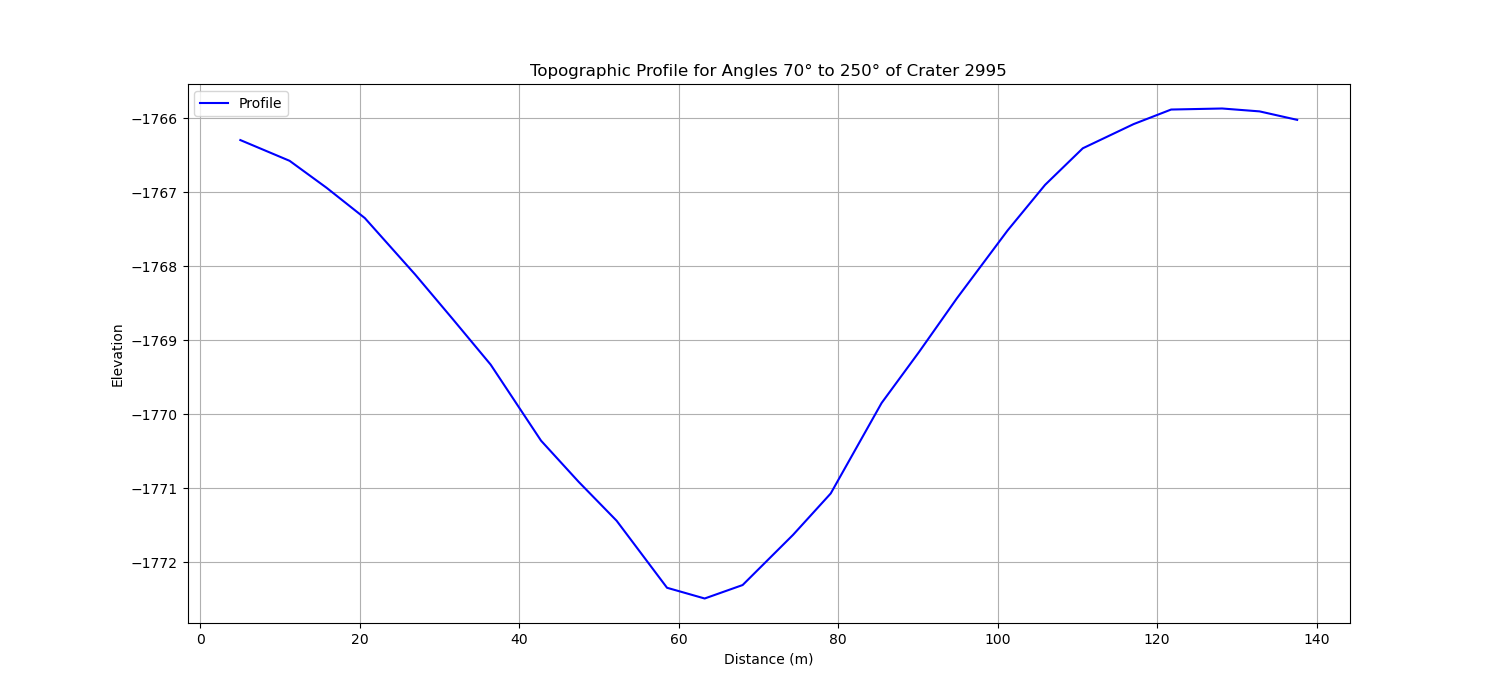 Topographic Profile for Angles 70° to 250° of Crater 2995
Profile
−1766
−1767
−1768
−1769
−1770
−1771
−1772
Elevation
0 20 40 60 80 100 120 140
Distance (m)